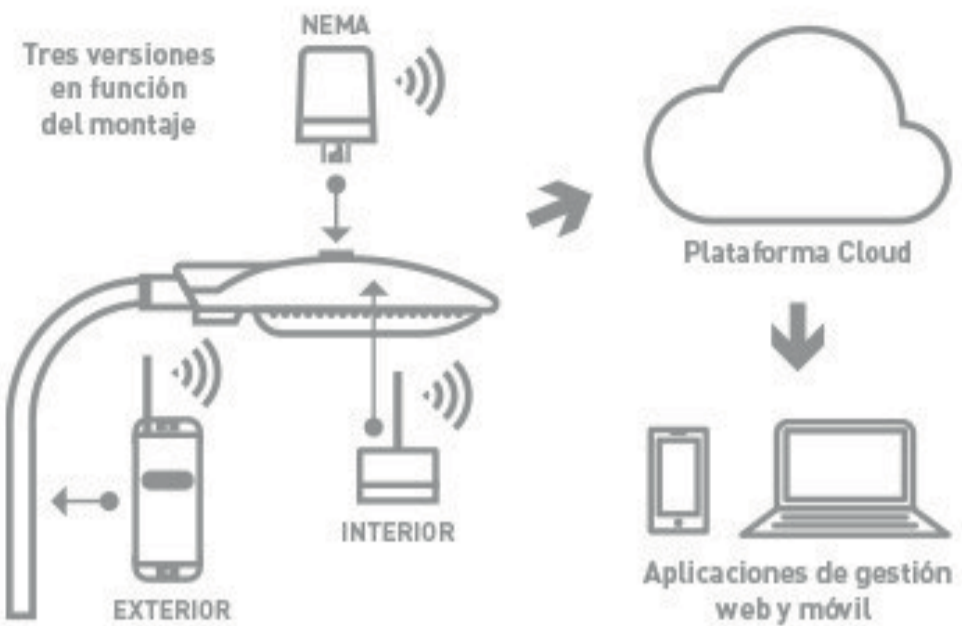 Tres versiones
en función
del montaje
NEMA
EXTERIOR
INTERIOR
Plataforma Cloud
Aplicaciones de gestión
web y móvil